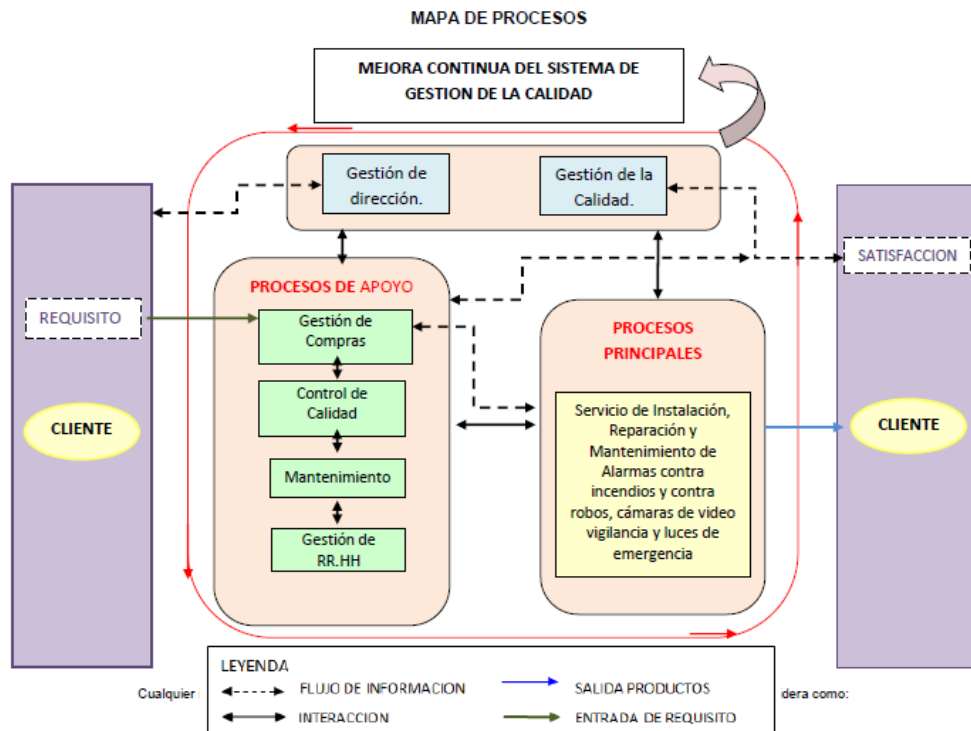 MAPA DE PROCESOS
MEJORA CONTINUA DEL SISTEMA DE
GESTION DE LA CALIDAD
Gestión de
dirección.
Gestión de la
Calidad.
SATISFACCION
REQUISITO
CLIENTE
PROCESOS DE APOYO
Gestión de
Compras
Control de
Calidad
Mantenimiento
Gestión de
RR.HH
PROCESOS
PRINCIPALES
Servicio de Instalación,
Reparación y
Mantenimiento de
Alarmas contra
incendios y contra
robos, cámaras de video
vigilancia y luces de
emergencia
CLIENTE
LEYENDA
FLUJO DE INFORMACION
SALIDA PRODUCTOS
INTERACCION
ENTRADA DE REQUISITO
Cualquier
dera como: